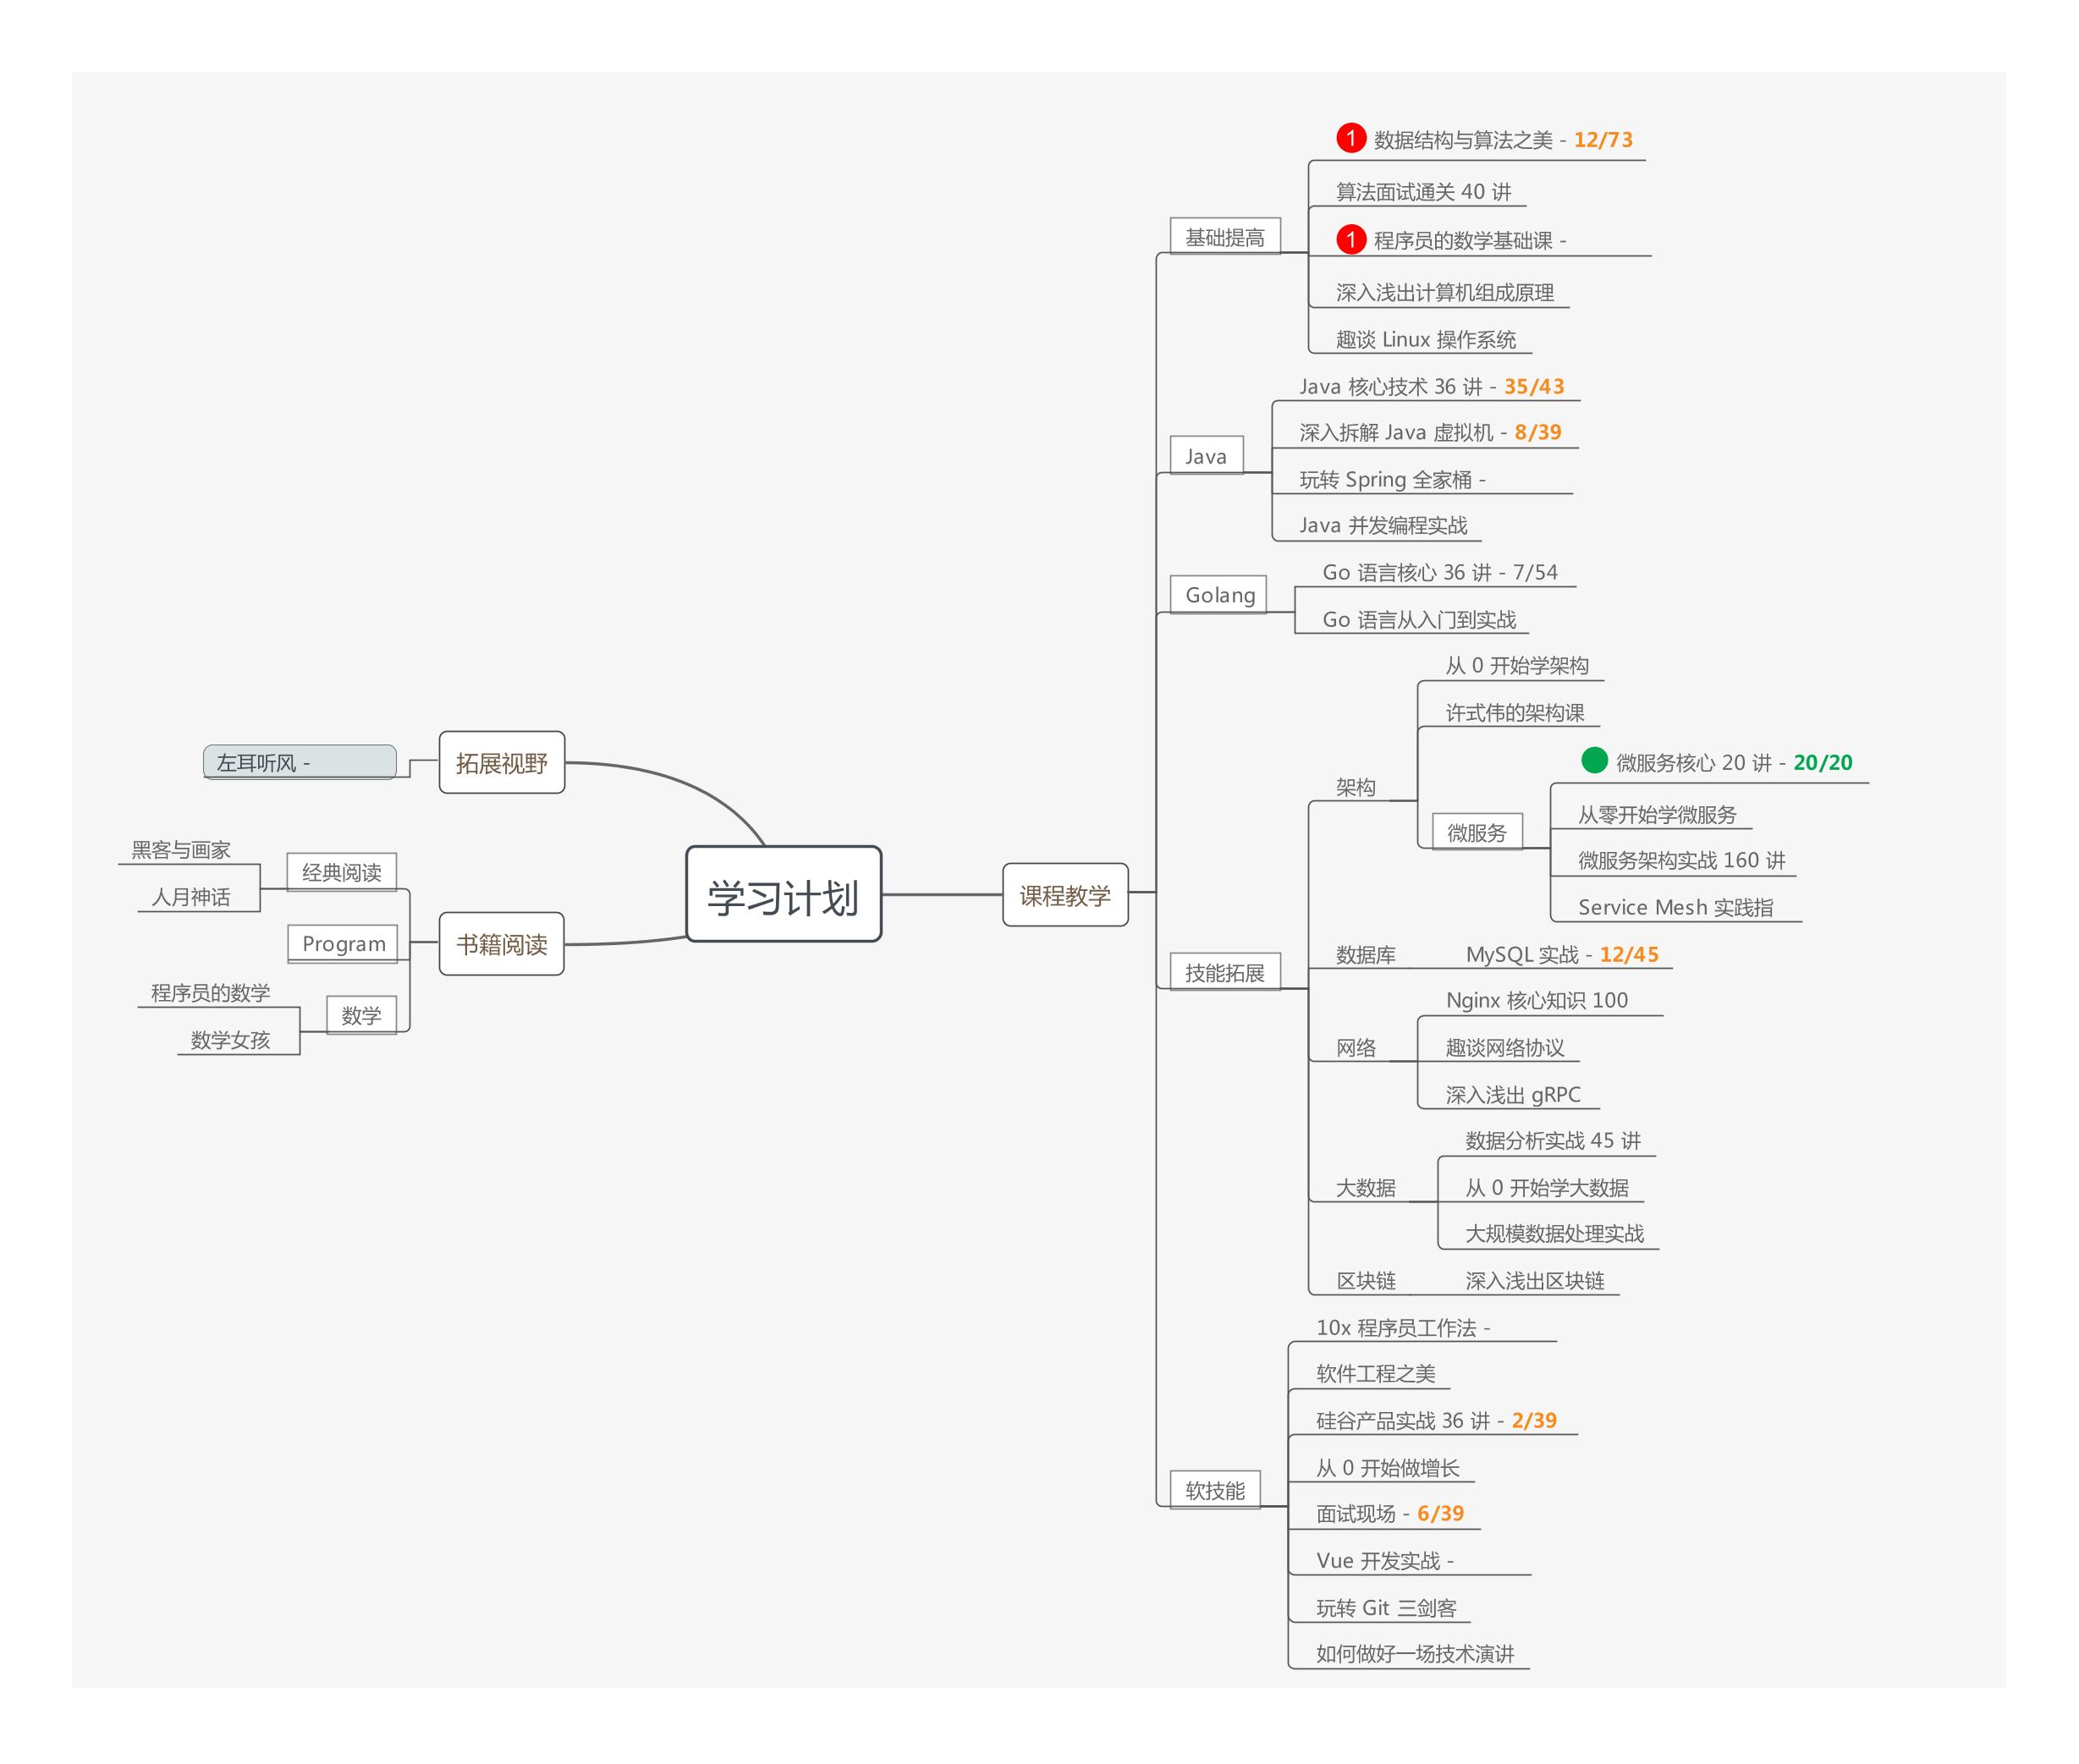 学习计划
拓展视野
左耳听风 -
书籍阅读
经典阅读
黑客与画家
人月神话
Program
数学
程序员的数学
数学女孩
课程教学
基础提高
1 数据结构与算法之美 - 12/73
算法面试通关 40 讲
1 程序员的数学基础课 -
深入浅出计算机组成原理
趣谈 Linux 操作系统
Java
Java 核心技术 36 讲 - 35/43
深入拆解 Java 虚拟机 - 8/39
玩转 Spring 全家桶 -
Java 并发编程实战
Golang
Go 语言核心 36 讲 - 7/54
Go 语言从入门到实战
技能拓展
架构
从 0 开始学架构
许式伟的架构课
微服务
微服务核心 20 讲 - 20/20
从零开始学微服务
微服务架构实战 160 讲
Service Mesh 实践指
数据库
MySQL 实战 - 12/45
网络
Nginx 核心知识 100
趣谈网络协议
深入浅出 gRPC
大数据
数据分析实战 45 讲
从 0 开始学大数据
大规模数据处理实战
区块链
深入浅出区块链
软技能
10x 程序员工作法 -
软件工程之美
硅谷产品实战 36 讲 - 2/39
从 0 开始做增长
面试现场 - 6/39
Vue 开发实战 -
玩转 Git 三剑客
如何做好一场技术演讲